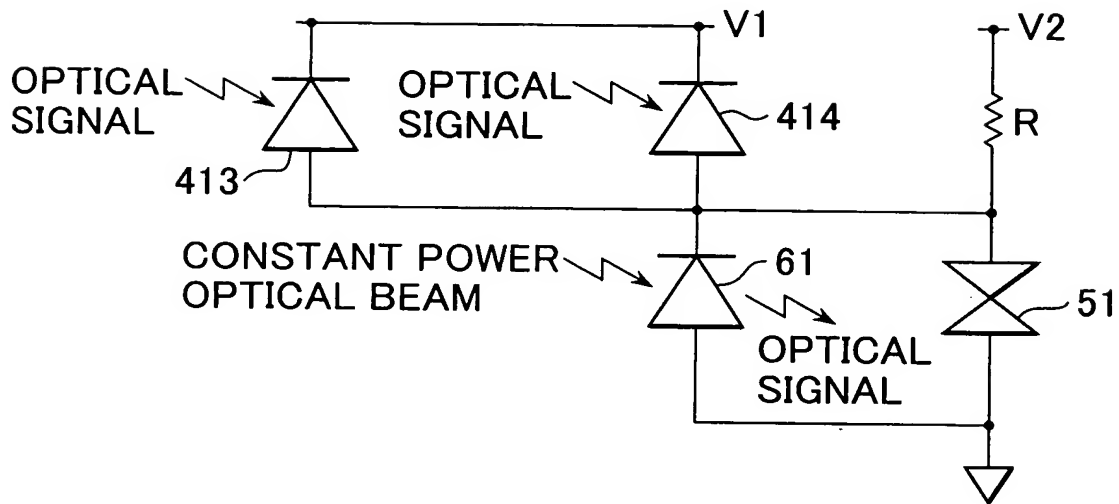 V1
V2
OPTICAL
SIGNAL
OPTICAL
SIGNAL
414
R
413
CONSTANT POWER
OPTICAL BEAM
61
51
OPTICAL
SIGNAL